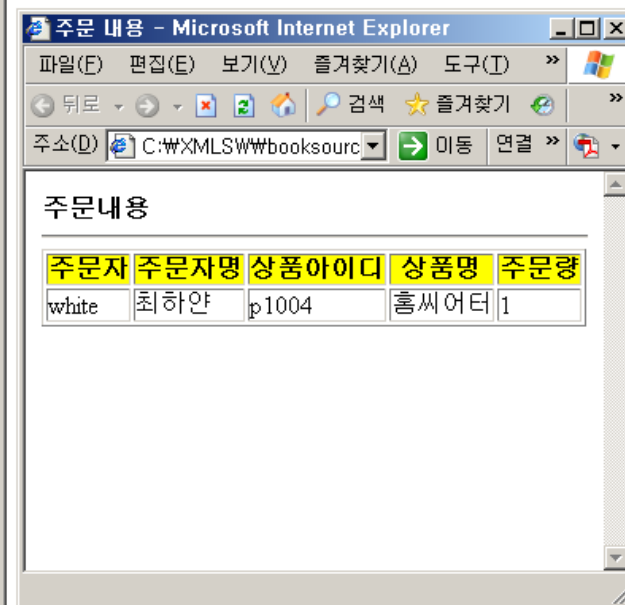 주문 내용 - Microsoft Internet Explorer
파일(F) 편집(E) 보기(V) 즐겨찾기(A) 도구(T) »
뒤로 검색 즐겨찾기 »
주소(D) C:₩XMLSW₩booksourc 이동 연결 »
주문내용
주문자 주문자명 상품아이디 상품명 주문량
white 최하얀 p1004 홈씨어터 1